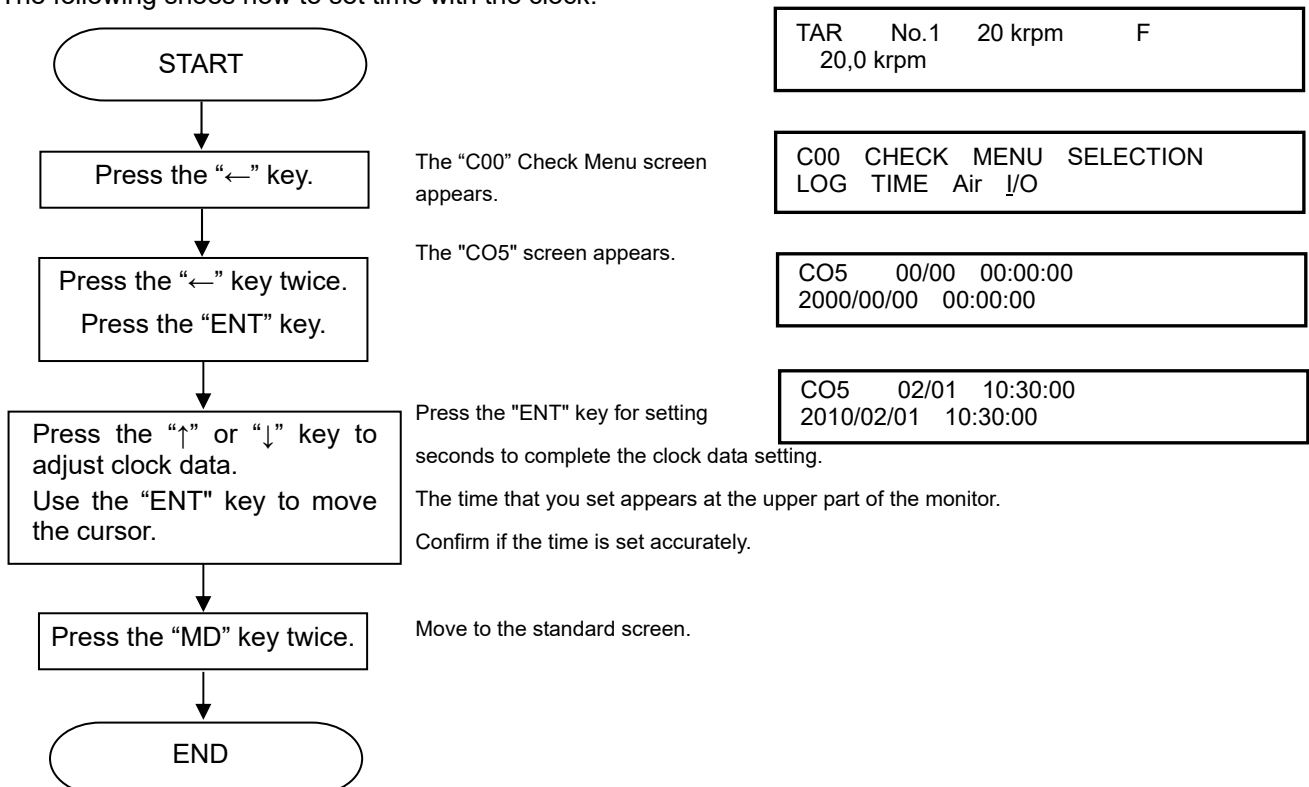 The following shoes how to set time with the clock.
START
TAR No.1 20 krpm F
20,0 krpm
Press the “←” key.
The “C00” Check Menu screen
appears.
C00 CHECK MENU SELECTION
LOG TIME Air I/O
Press the “←” key twice.
Press the “ENT” key.
The "CO5" screen appears.
CO5 00/00 00:00:00
2000/00/00 00:00:00
Press the “↑” or “↓” key to
adjust clock data.
Use the “ENT" key to move
the cursor.
Press the "ENT" key for setting
seconds to complete the clock data setting.
The time that you set appears at the upper part of the monitor.
Confirm if the time is set accurately.
CO5 02/01 10:30:00
2010/02/01 10:30:00
Press the “MD” key twice.
Move to the standard screen.
END